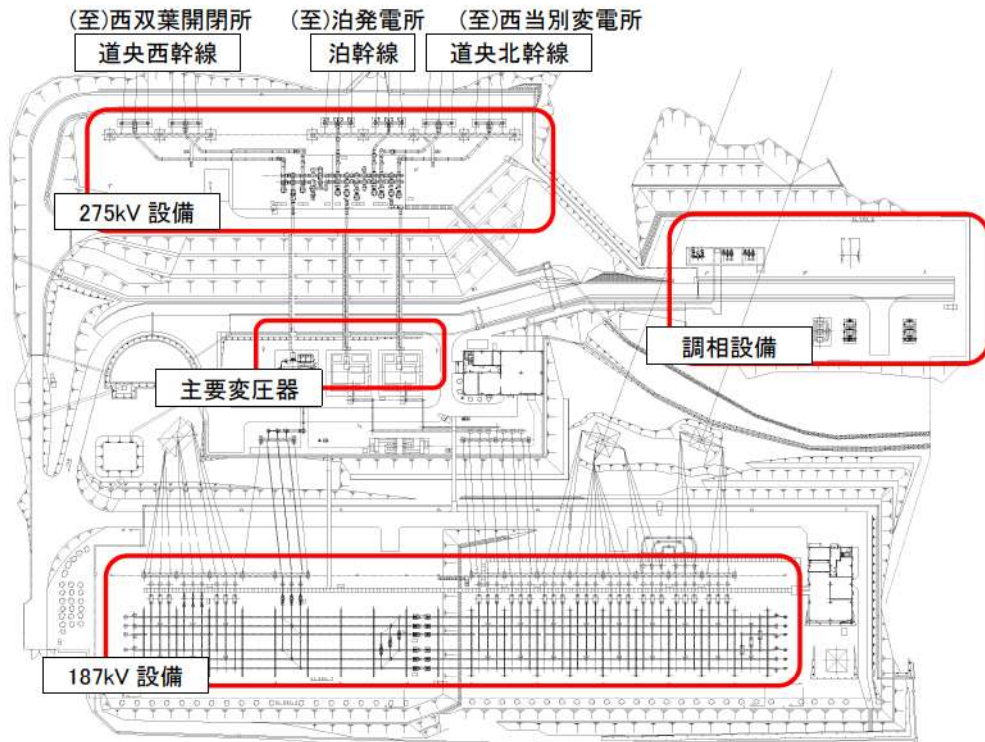 (至)西双葉開閉所 (至)泊発電所 (至)西当別変電所
道央西幹線 泊幹線 道央北幹線
275kV 設備
調相設備
主要変圧器
187kV 設備